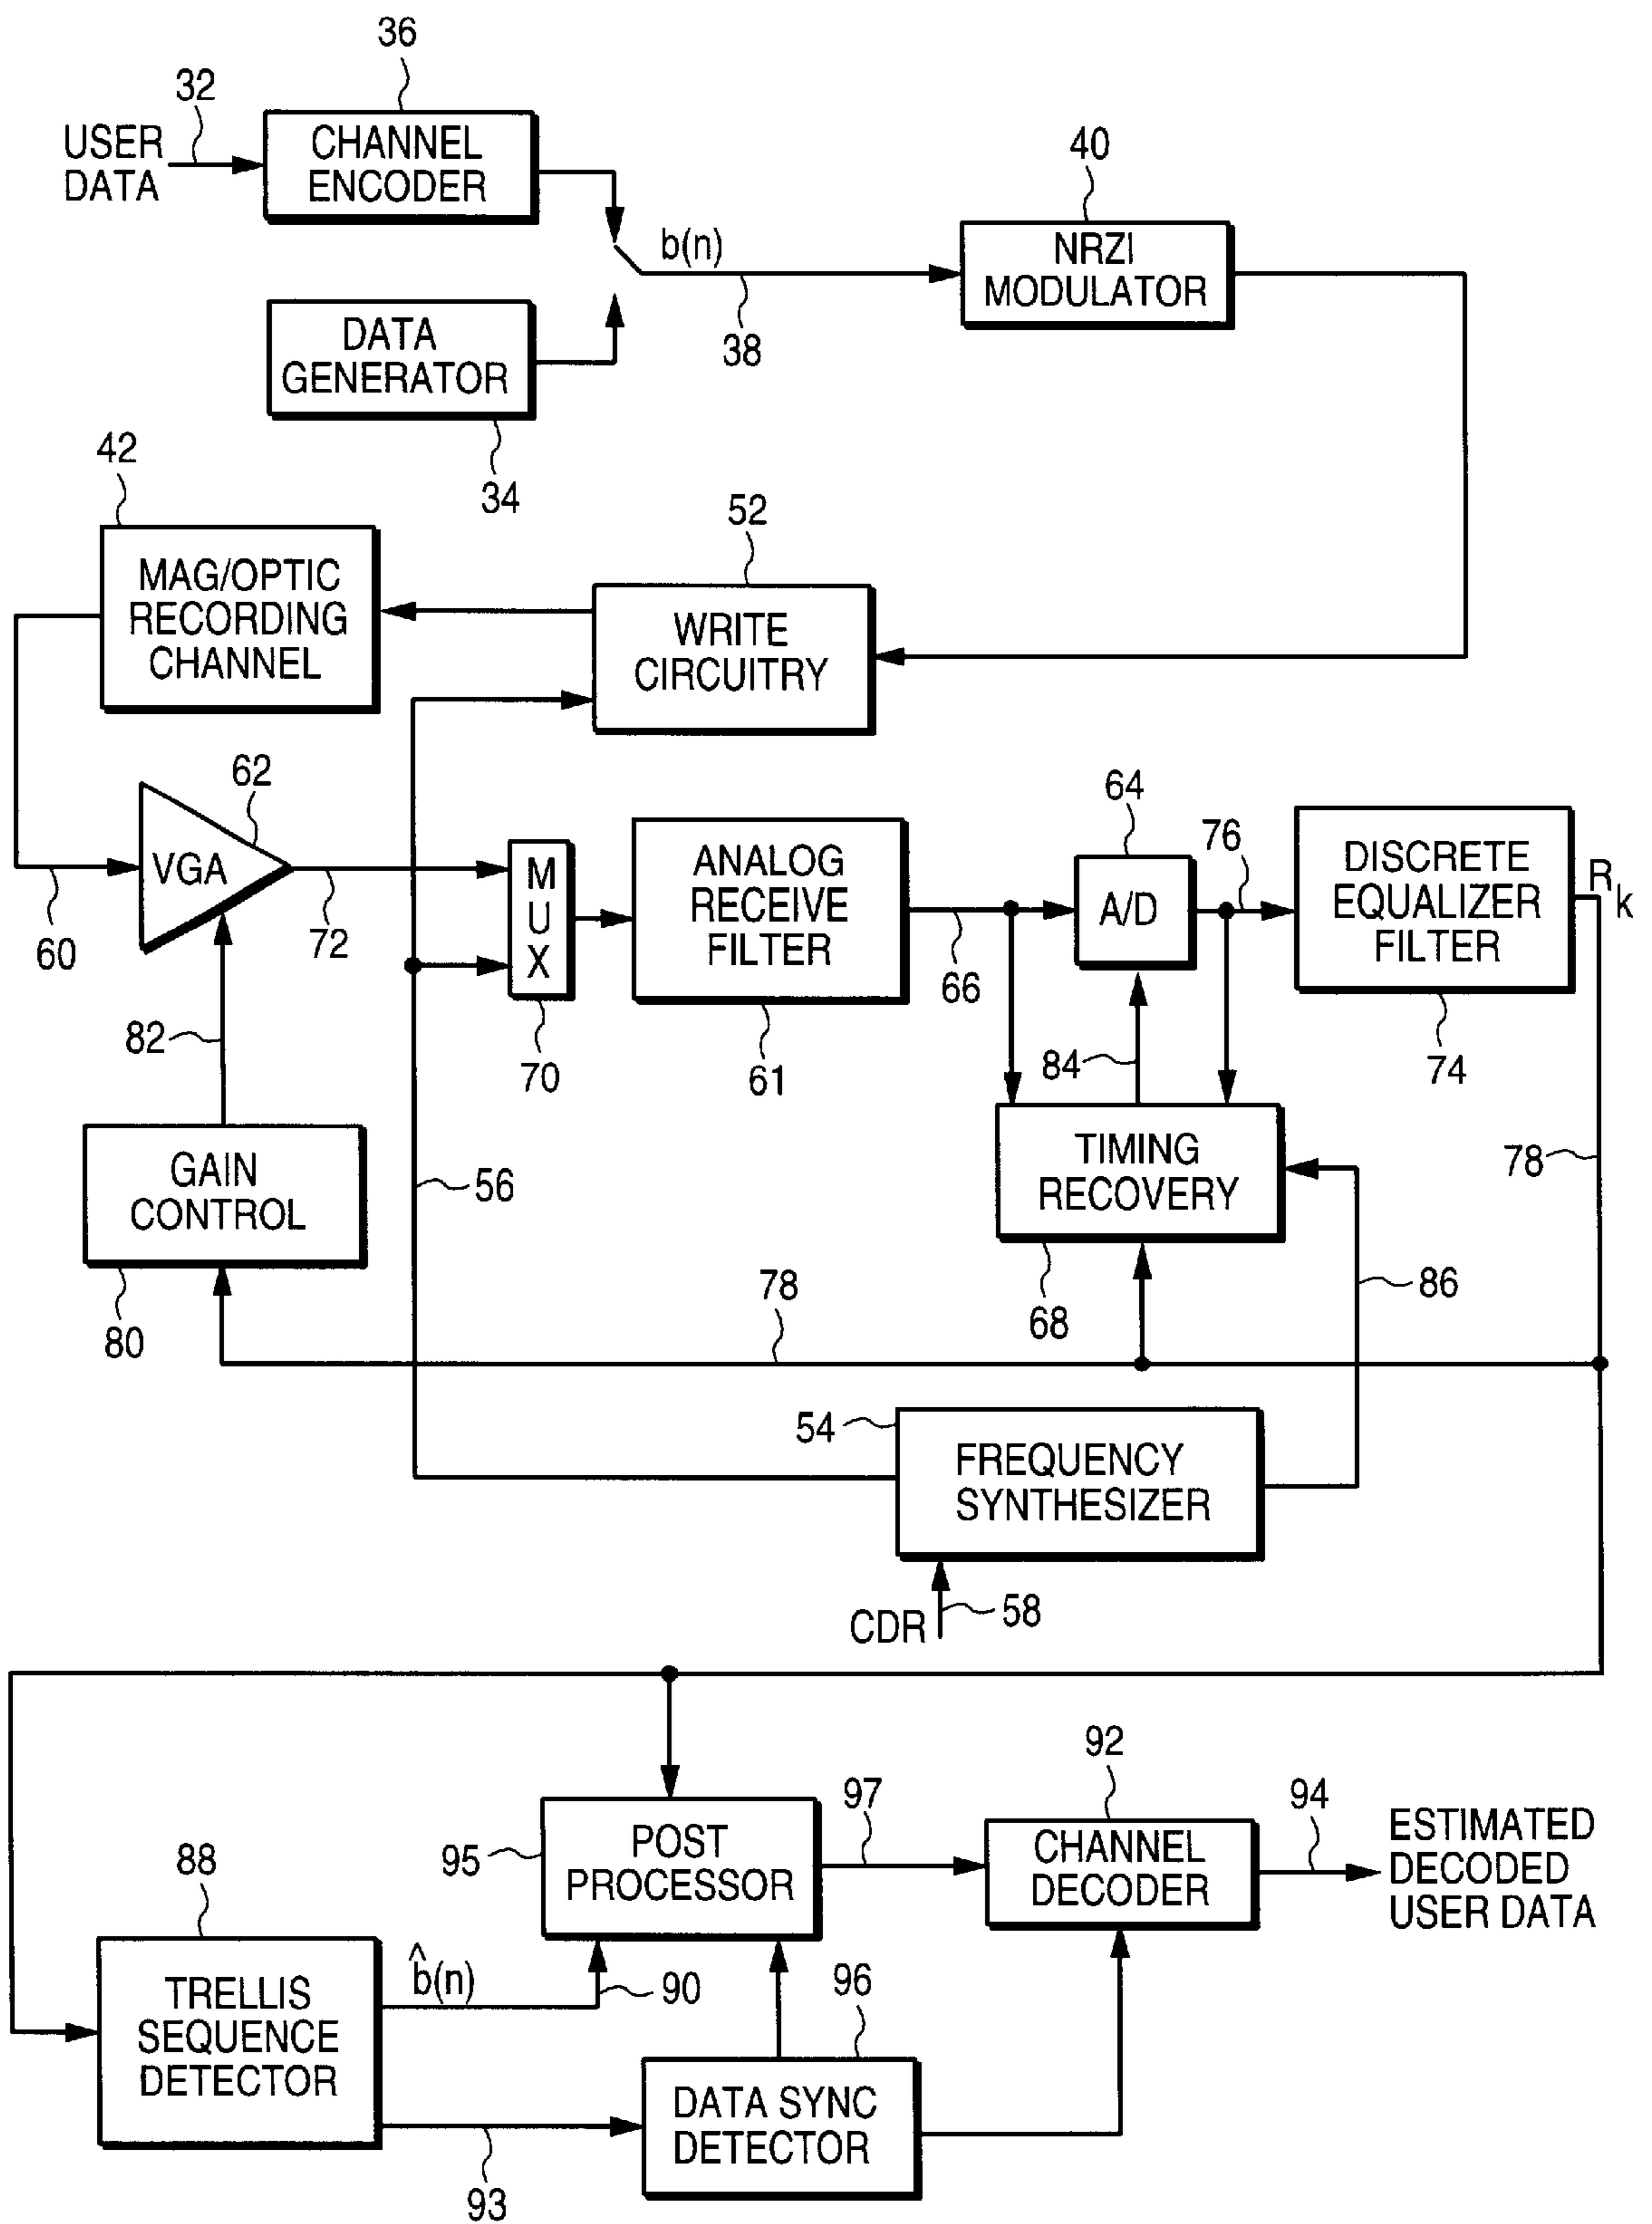 36
32
USER
DATA
CHANNEL
ENCODER
40
b(n)
NRZI
MODULATOR
38
DATA
GENERATOR
34
42
52
MAG/OPTIC
RECORDING
CHANNEL
WRITE
CIRCUITRY
62
VGA
60
72
M
U
X
70
ANALOG
RECEIVE
FILTER
61
66
64
A/D
76
DISCRETE
EQUALIZER
FILTER
74
R k
82
84
GAIN
CONTROL
80
56
TIMING
RECOVERY
68
78
78
86
54
FREQUENCY
SYNTHESIZER
CDR
58
92
97
94
POST
PROCESSOR
95
CHANNEL
DECODER
ESTIMATED
DECODED
USER DATA
88
b̂(n)
90
96
TRELLIS
SEQUENCE
DETECTOR
DATA SYNC
DETECTOR
93